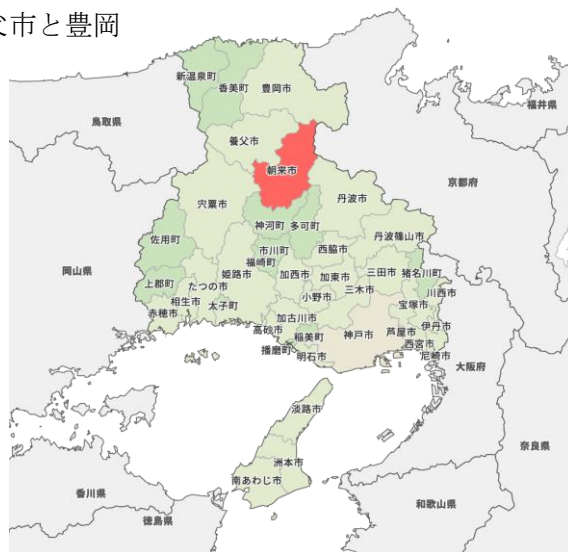 父市と豊岡
新温泉町
香美町
豊岡市
福井県
鳥取県
養父市
朝来市
京都府
宍粟市
丹波市
神河町
多可町
佐用町
丹波篠山市
市川町
西脇市
岡山県
福崎町
姫路市
加西市
加東市
三田市
猪名川町
上郡町
たつの市
三木市
川西市
相生市
太子町
小野市
宝塚市
赤穂市
加古川市
伊丹市
高砂市
稲美町
神戸市
芦屋市
西宮市
播磨町
明石市
尼崎市
大阪府
淡路市
奈良県
洲本市
南あわじ市
香川県
和歌山県
徳島県